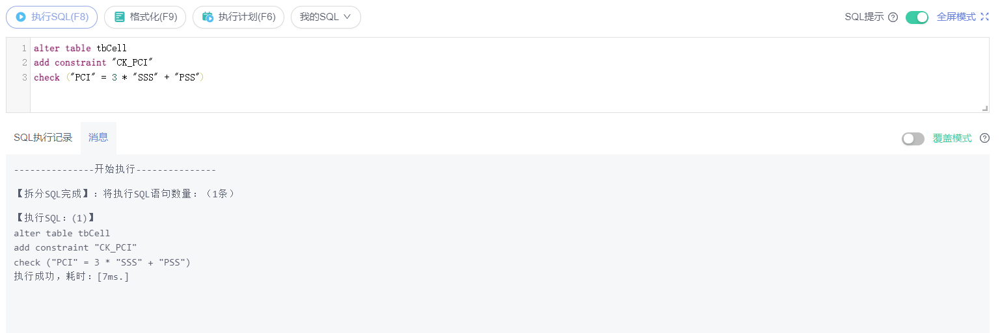 执行SQL(F8) 格式化(F9) 执行计划(F6) 我的SQL SQL提示 ? 全屏模式
1 alter table tbCell
2 add constraint "CK_PCI"
3 check ("PCI" = 3 * "SSS" + "PSS")
SQL执行记录 消息 覆盖模式 ?
---------------开始执行---------------
【拆分SQL完成】：将执行SQL语句数量：（1条）
【执行SQL：(1)】
alter table tbCell
add constraint "CK_PCI"
check ("PCI" = 3 * "SSS" + "PSS")
执行成功，耗时：[7ms.]